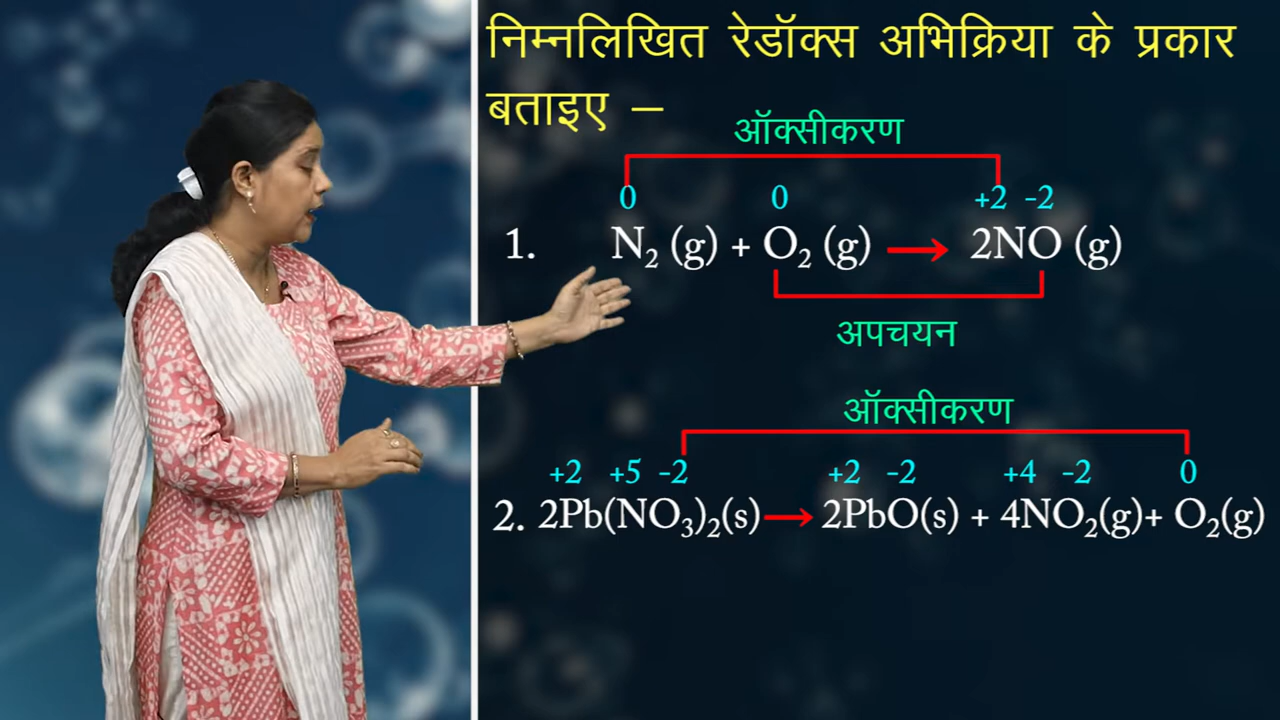 निम्नलिखित रेडॉक्स अभिक्रिया के प्रकार
बताइए –
ऑक्सीकरण
0 0 +2 -2
1. N₂ (g) + O₂ (g) → 2NO (g)
अपचयन
ऑक्सीकरण
+2 +5 -2 +2 -2 +4 -2 0
2. 2Pb(NO₃)₂(s) → 2PbO(s) + 4NO₂(g)+ O₂(g)